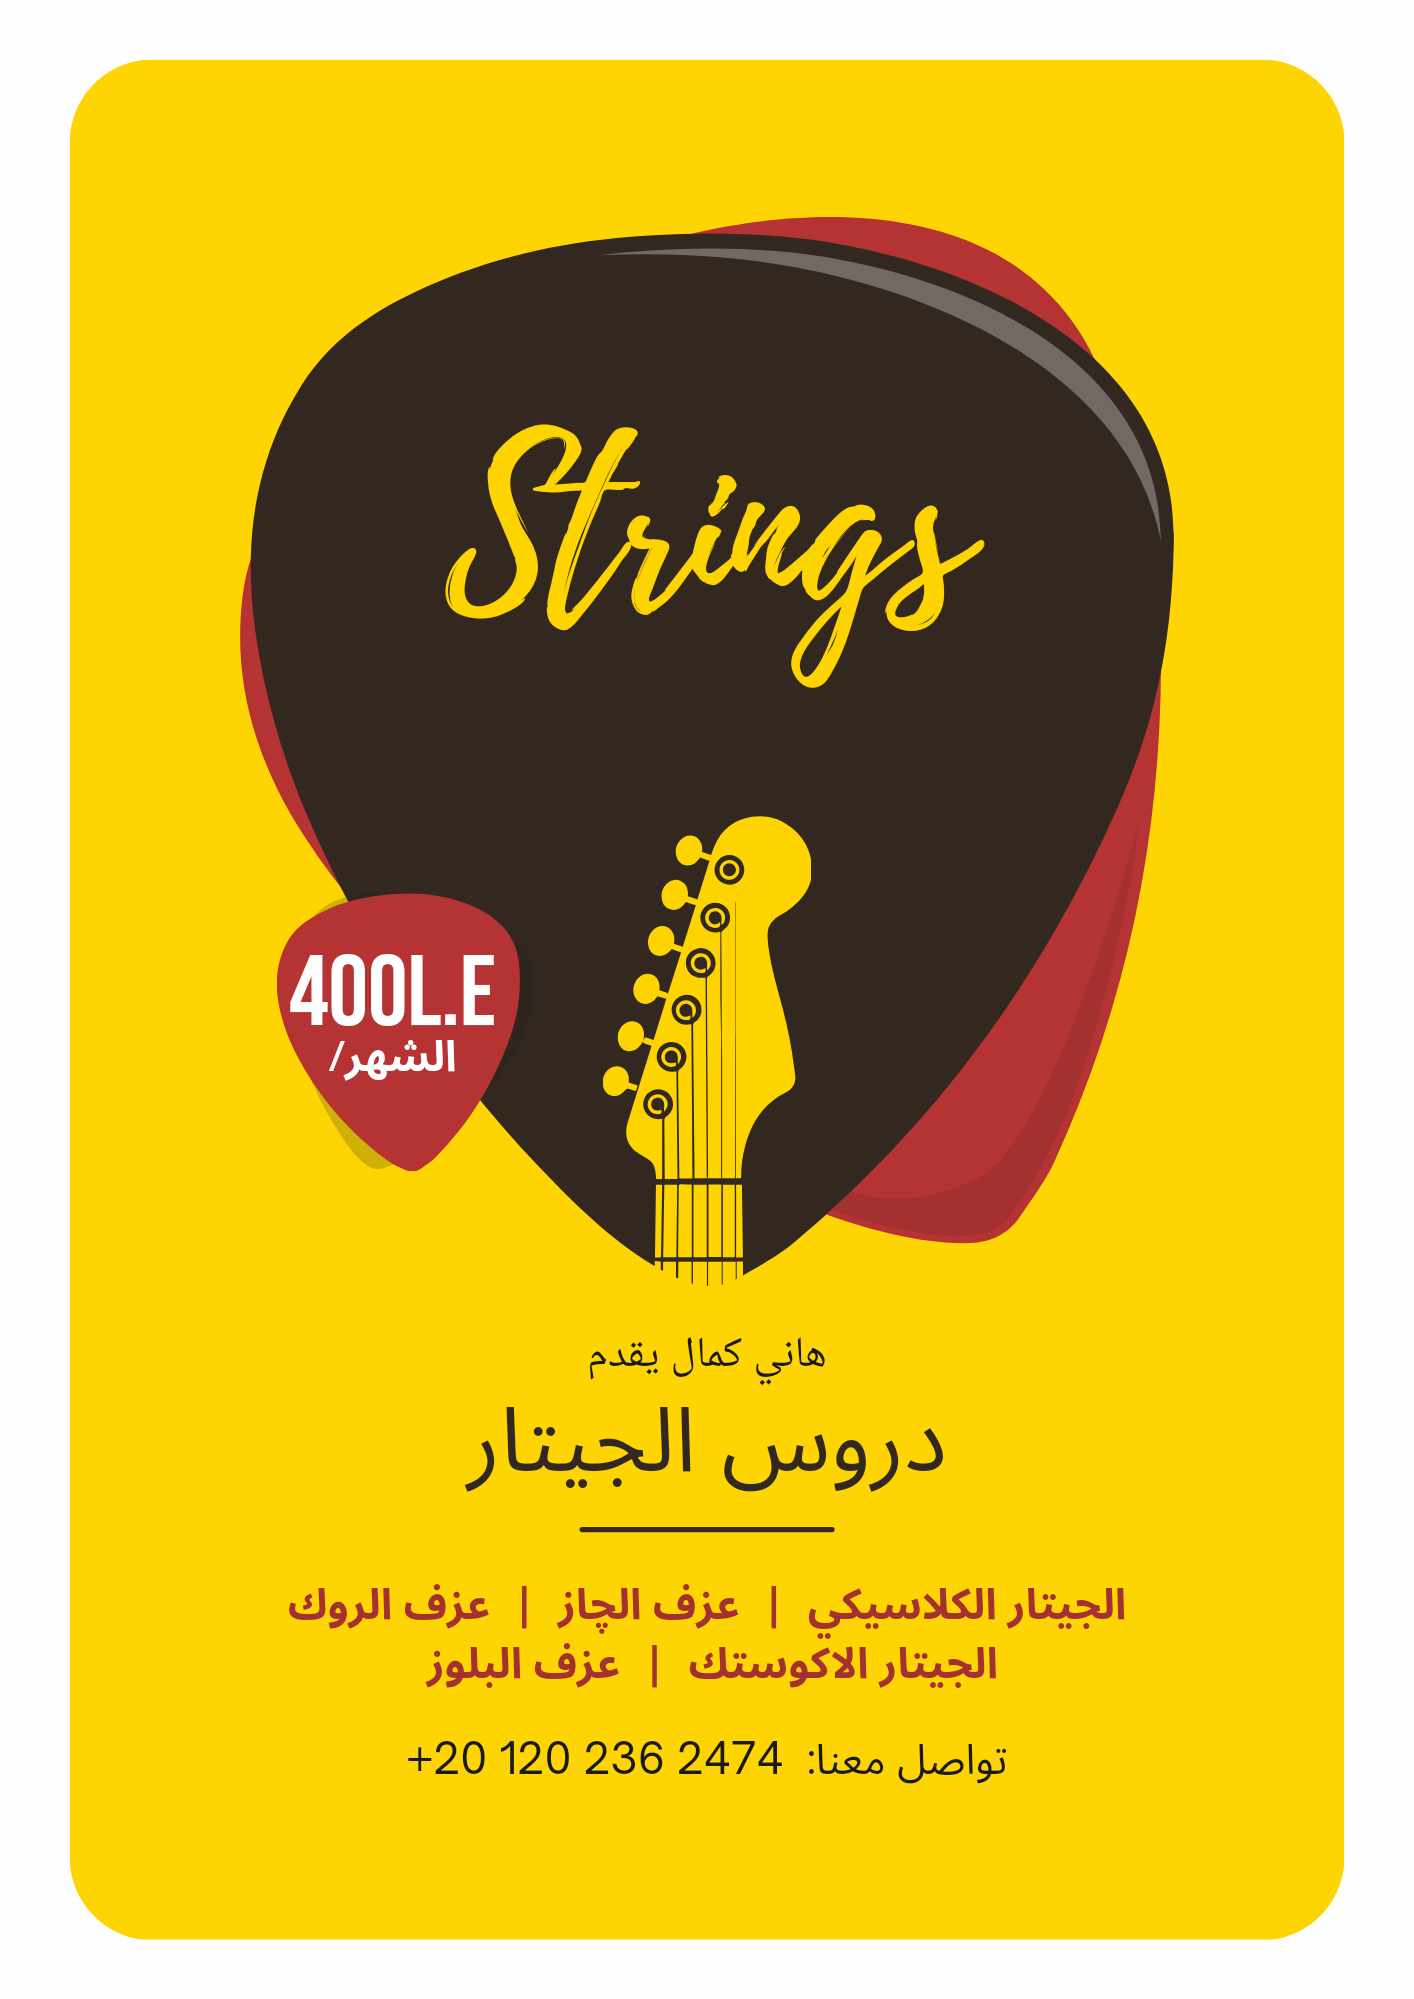 Strings
400L.E
الشهر/
هاني كمال يقدم
دروس الجيتار
الجيتار الكلاسيكي | عزف الچاز | عزف الروك
الجيتار الاكوستك | عزف البلوز
تواصل معنا: +20 120 236 2474